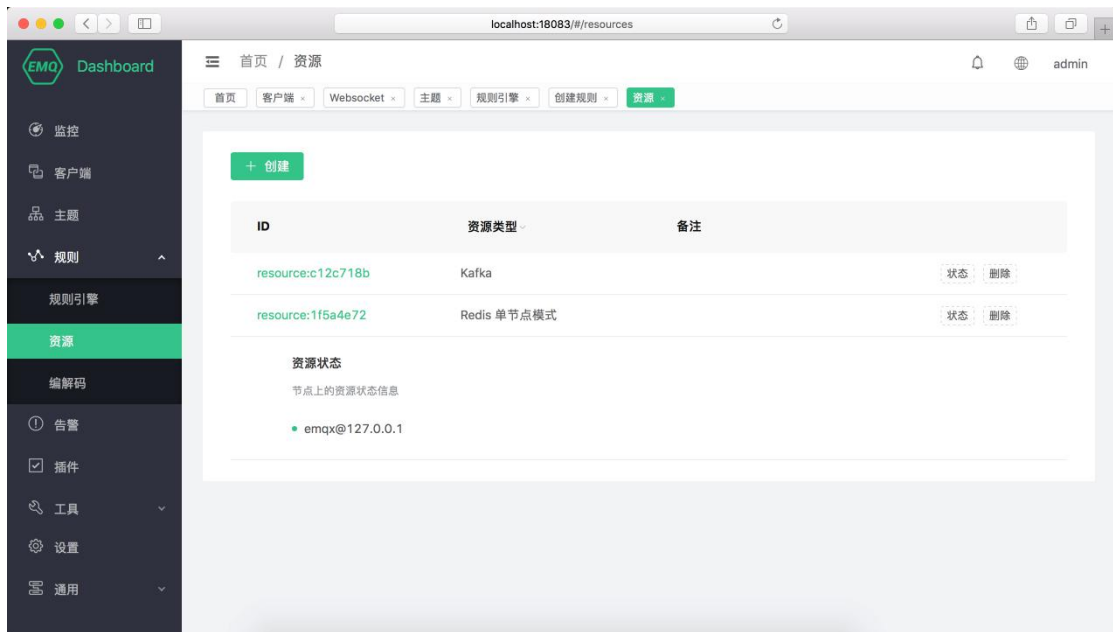 localhost:18083/#/resources
EMQ Dashboard
首页 / 资源
admin
首页 客户端 × Websocket × 主题 × 规则引擎 × 创建规则 × 资源 ×
监控
客户端
主题
规则
规则引擎
资源
编解码
告警
插件
工具
设置
通用
+ 创建
ID 资源类型 备注
resource:c12c718b Kafka 状态 删除
resource:1f5a4e72 Redis 单节点模式 状态 删除
资源状态
节点上的资源状态信息
emqx@127.0.0.1